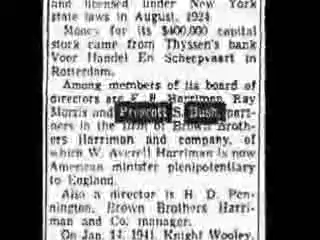 and licensed under New York
state laws in August, 1924
Money for its $400,000 capital
stock came from Thyssen's bank
Voor Handel En Scheepvaart in
Rotterdam.
Among members of its board of
directors are E. R. Harriman, Ray
Morris and Prescott S. Bush, part-
ners in the firm of Brown Broth-
ers Harriman and company, of
which W. Averell Harriman is now
American minister plenipotentiary
to England.
Also a director is H. D. Pen-
nington, Brown Brothers Harri-
man and Co. manager.
On Jan. 14, 1941, Knight Wooley,